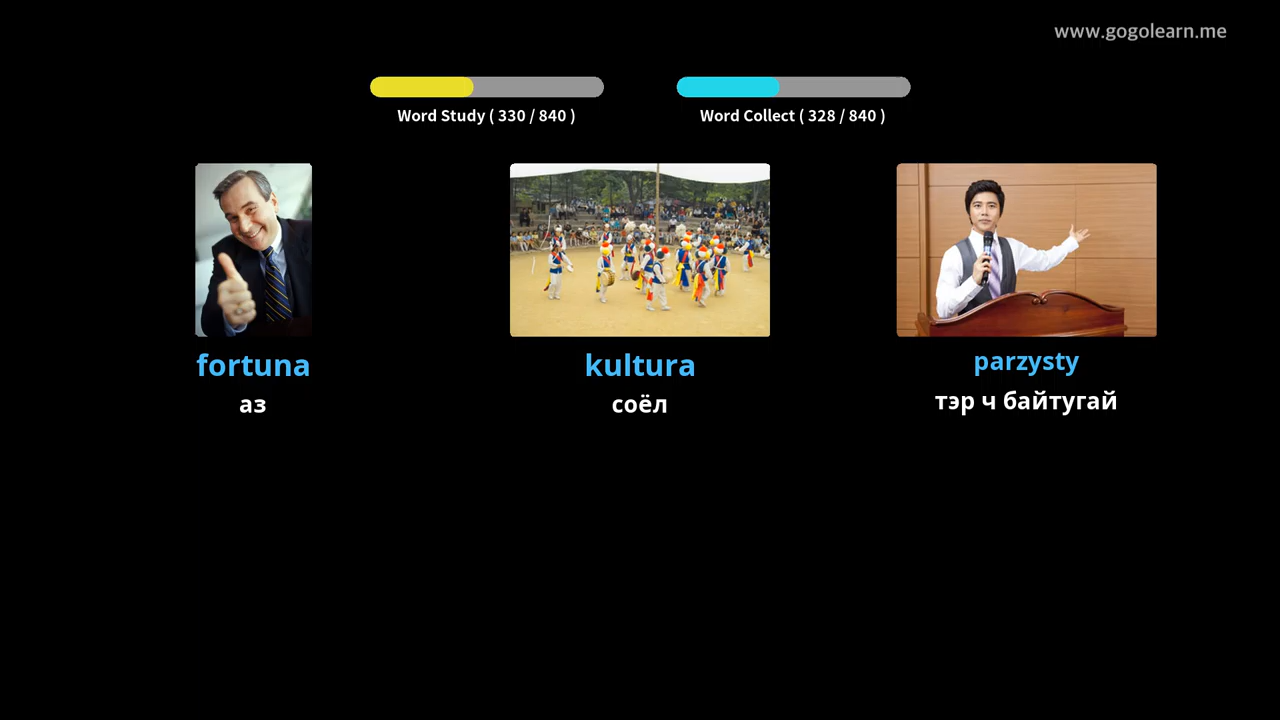 www.gogolearn.me
Word Study ( 330 / 840 )
Word Collect ( 328 / 840 )
fortuna
аз
kultura
соёл
parzysty
тэр ч байтугай